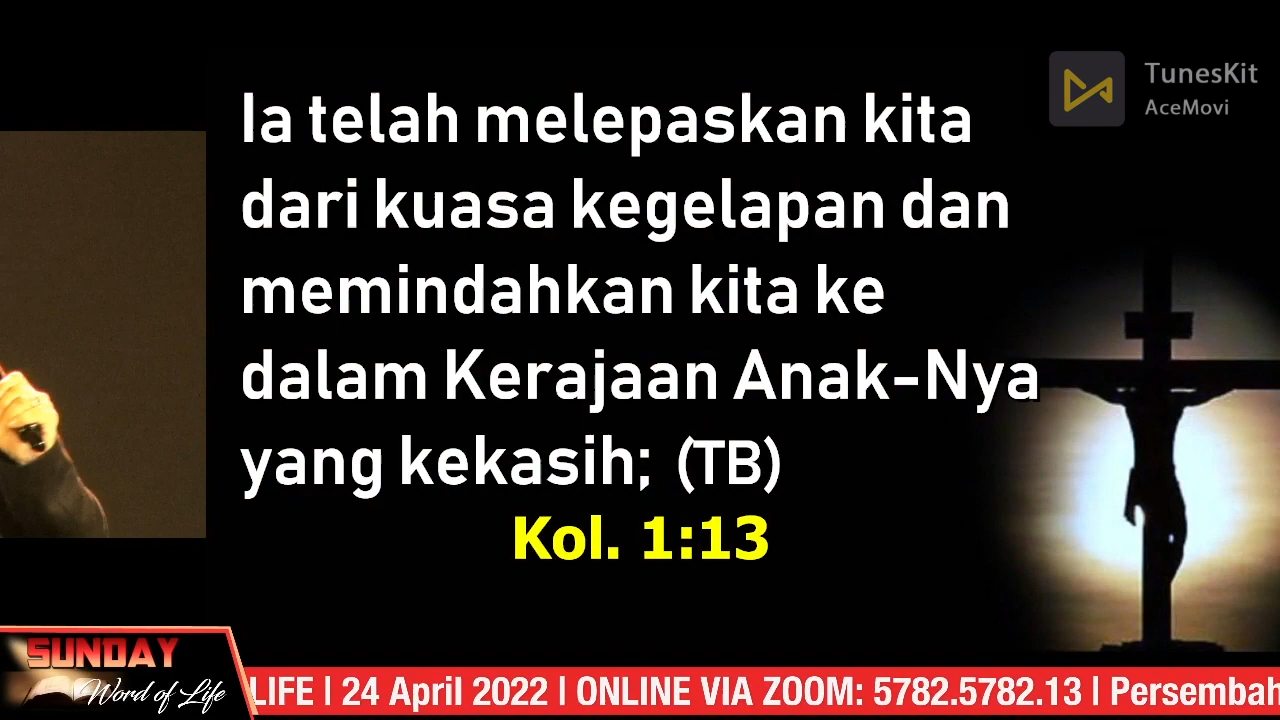 TunesKit
AceMovi
Ia telah melepaskan kita
dari kuasa kegelapan dan
memindahkan kita ke
dalam Kerajaan Anak-Nya
yang kekasih; (TB)
Kol. 1:13
SUNDAY
Word of Life
LIFE | 24 April 2022 | ONLINE VIA ZOOM: 5782.5782.13 | Persembah